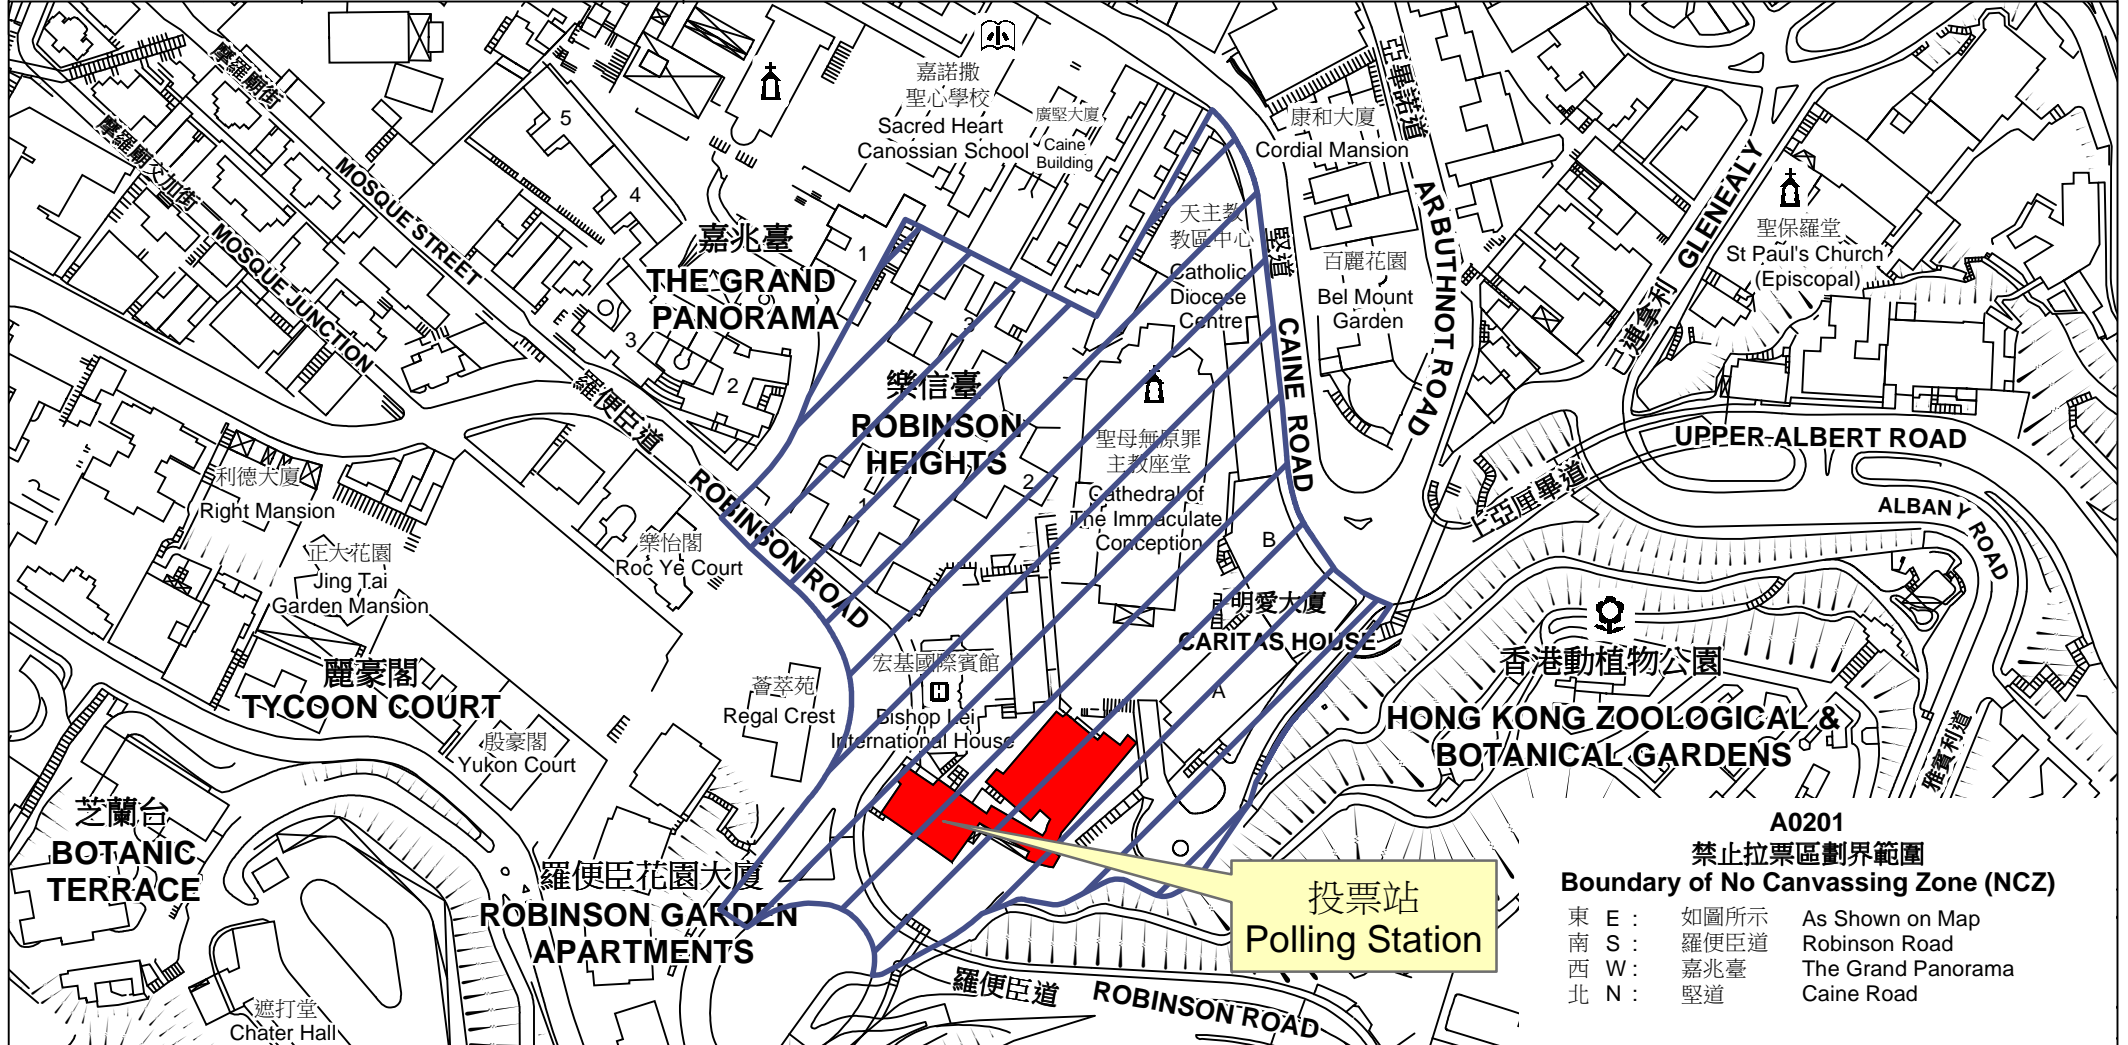 摩羅廟街
摩羅廟交加街
MOSQUE STREET
MOSQUE JUNCTION
5
4
3
2
1
嘉諾撒
聖心學校
Sacred Heart
Canossian School
廣堅大廈
Caine
Building
亞畢諾道
ARBUTHNOT ROAD
康和大廈
Cordial Mansion
天主教
教區中心
Catholic
Diocese
Centre
堅道
CAINE ROAD
百麗花園
Bel Mount
Garden
己連拿利
GLENEALY
聖保羅堂
St Paul's Church
(Episcopal)
嘉兆臺
THE GRAND
PANORAMA
樂信臺
ROBINSON
HEIGHTS
3
2
1
聖母無原罪
主教座堂
Cathedral of
The Immaculate
Conception
羅便臣道
ROBINSON ROAD
利德大廈
Right Mansion
正大花園
Jing Tai
Garden Mansion
樂怡閣
Roc Ye Court
UPPER ALBERT ROAD
上亞厘畢道
ALBANY ROAD
B
明愛大廈
CARITAS HOUSE
A
香港動植物公園
HONG KONG ZOOLOGICAL &
BOTANICAL GARDENS
雅賓利道
麗豪閣
TYCOON COURT
殷豪閣
Yukon Court
薈萃苑
Regal Crest
宏基國際賓館
Bishop Lei
International House
芝蘭台
BOTANIC
TERRACE
羅便臣花園大廈
ROBINSON GARDEN
APARTMENTS
遮打堂
Chater Hall
羅便臣道
ROBINSON ROAD
投票站
Polling Station
A0201
禁止拉票區劃界範圍
Boundary of No Canvassing Zone (NCZ)
東 E : 如圖所示 As Shown on Map
南 S : 羅便臣道 Robinson Road
西 W : 嘉兆臺 The Grand Panorama
北 N : 堅道 Caine Road